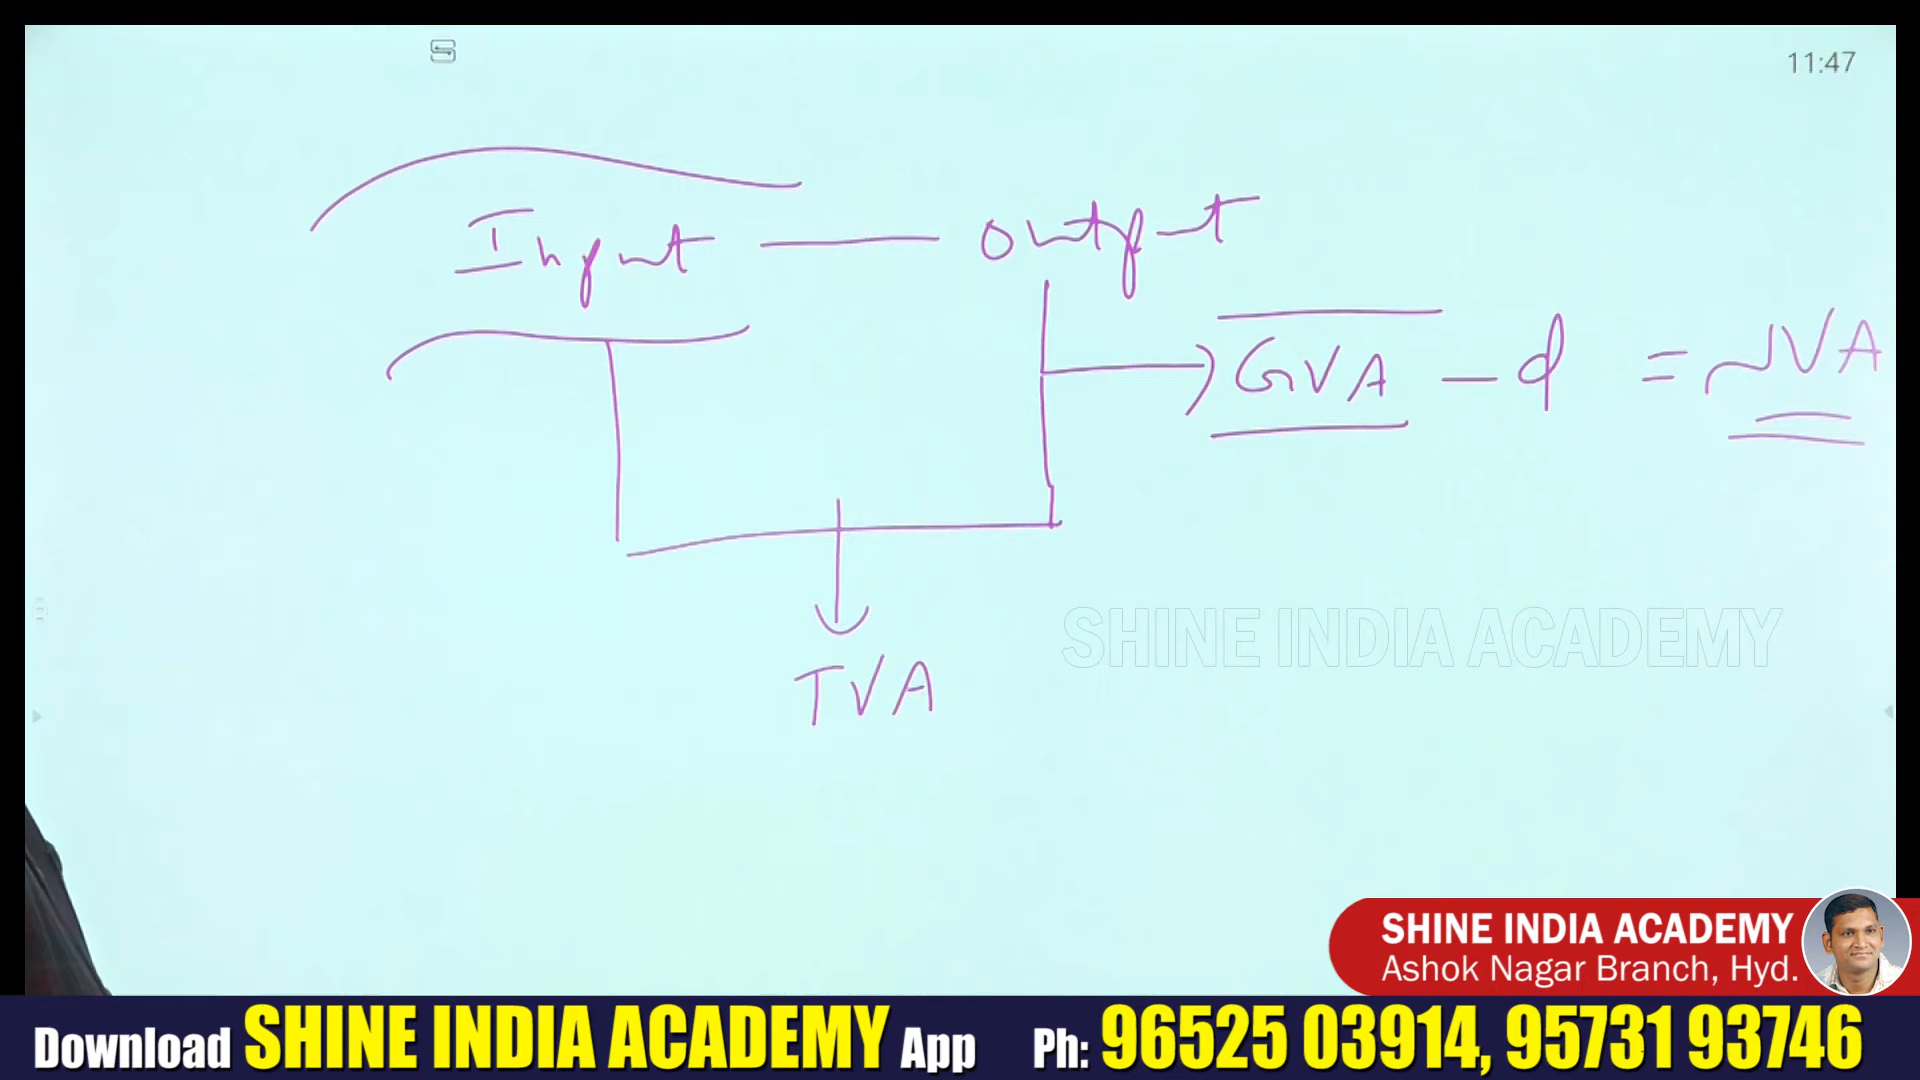 11:47
Input — Output
GVA – d = NVA
TVA
SHINE INDIA ACADEMY
SHINE INDIA ACADEMY
Ashok Nagar Branch, Hyd.
Download SHINE INDIA ACADEMY App Ph: 96525 03914, 95731 93746